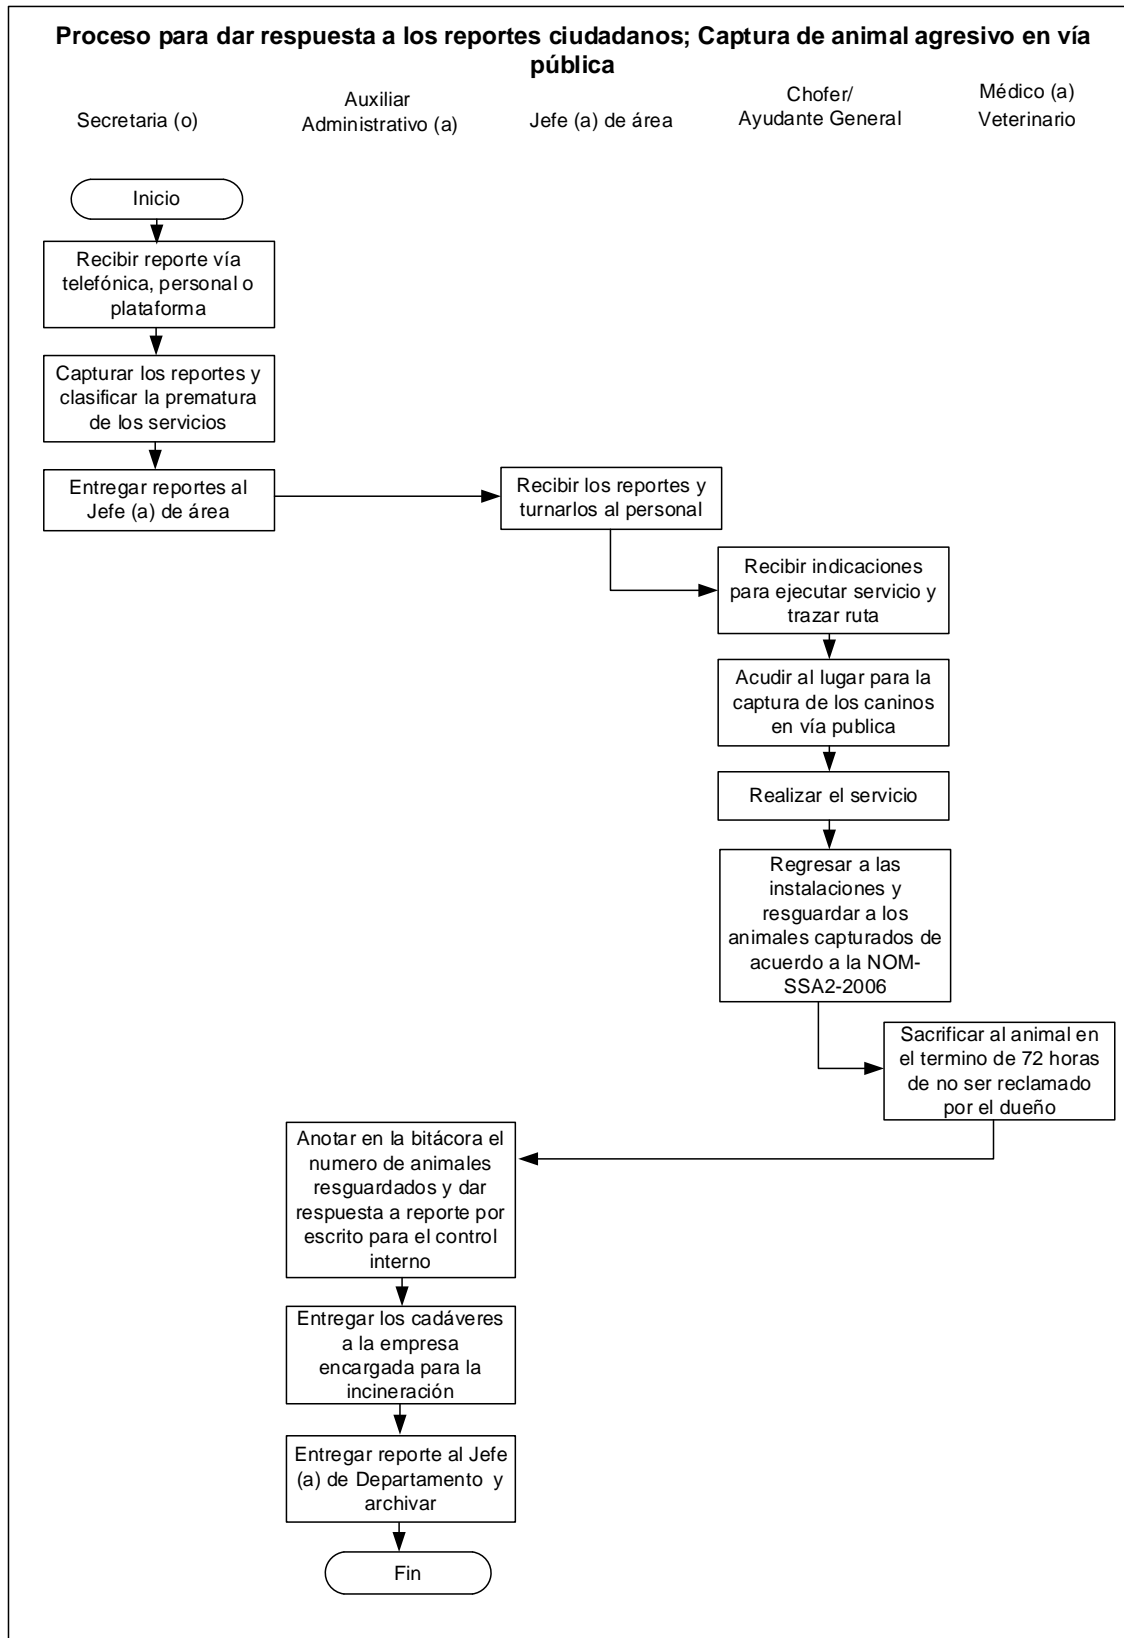 Proceso para dar respuesta a los reportes ciudadanos; Captura de animal agresivo en vía
pública
Secretaria (o)
Auxiliar
Administrativo (a)
Jefe (a) de área
Chofer/
Ayudante General
Médico (a)
Veterinario
Inicio
Recibir reporte vía
telefónica, personal o
plataforma
Capturar los reportes y
clasificar la prematura
de los servicios
Entregar reportes al
Jefe (a) de área
Recibir los reportes y
turnarlos al personal
Recibir indicaciones
para ejecutar servicio y
trazar ruta
Acudir al lugar para la
captura de los caninos
en vía publica
Realizar el servicio
Regresar a las
instalaciones y
resguardar a los
animales capturados de
acuerdo a la NOM-
SSA2-2006
Sacrificar al animal en
el termino de 72 horas
de no ser reclamado
por el dueño
Anotar en la bitácora el
numero de animales
resguardados y dar
respuesta a reporte por
escrito para el control
interno
Entregar los cadáveres
a la empresa
encargada para la
incineración
Entregar reporte al Jefe
(a) de Departamento y
archivar
Fin